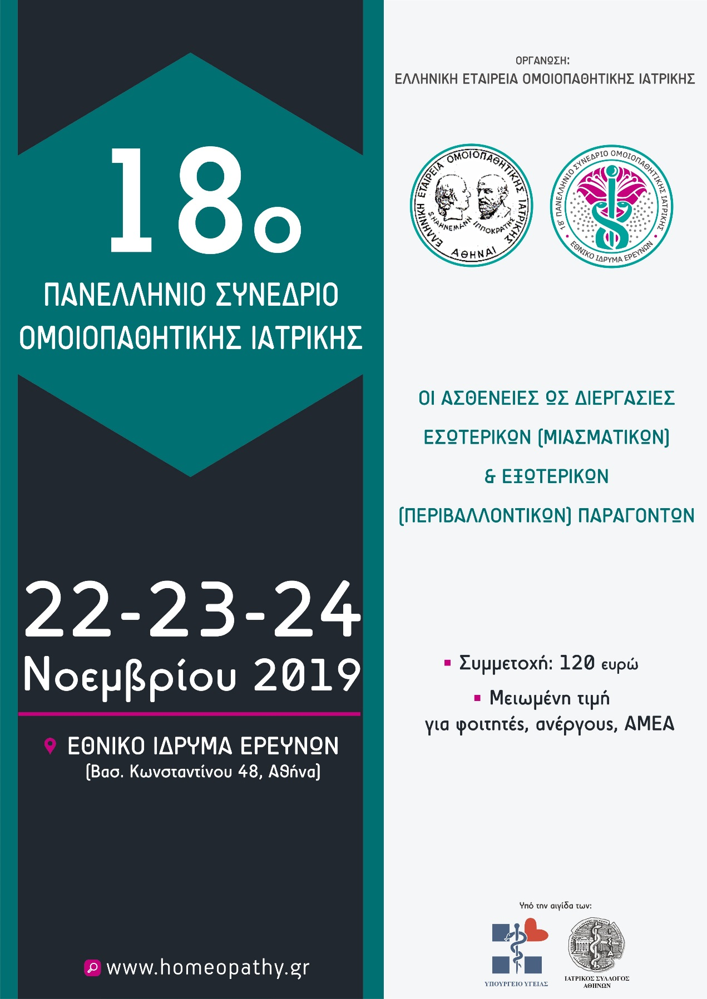 18ο
ΠΑΝΕΛΛΗΝΙΟ ΣΥΝΕΔΡΙΟ
ΟΜΟΙΟΠΑΘΗΤΙΚΗΣ ΙΑΤΡΙΚΗΣ
22-23-24
Νοεμβρίου 2019
ΕΘΝΙΚΟ ΙΔΡΥΜΑ ΕΡΕΥΝΩΝ
(Βασ. Κωνσταντίνου 48, Αθήνα)
www.homeopathy.gr
ΟΡΓΑΝΩΣΗ:
ΕΛΛΗΝΙΚΗ ΕΤΑΙΡΕΙΑ ΟΜΟΙΟΠΑΘΗΤΙΚΗΣ ΙΑΤΡΙΚΗΣ
ΕΛΛΗΝΙΚΗ ΕΤΑΙΡΕΙΑ ΟΜΟΙΟΠΑΘΗΤΙΚΗΣ ΙΑΤΡΙΚΗΣ
S.HAHNEMANN ΙΠΠΟΚΡΑΤΗΣ
ΑΘΗΝΑΙ
18ο ΠΑΝΕΛΛΗΝΙΟ ΣΥΝΕΔΡΙΟ ΟΜΟΙΟΠΑΘΗΤΙΚΗΣ ΙΑΤΡΙΚΗΣ
• ΕΘΝΙΚΟ ΙΔΡΥΜΑ ΕΡΕΥΝΩΝ •
ΟΙ ΑΣΘΕΝΕΙΕΣ ΩΣ ΔΙΕΡΓΑΣΙΕΣ
ΕΣΩΤΕΡΙΚΩΝ (ΜΙΑΣΜΑΤΙΚΩΝ)
& ΕΞΩΤΕΡΙΚΩΝ
(ΠΕΡΙΒΑΛΛΟΝΤΙΚΩΝ) ΠΑΡΑΓΟΝΤΩΝ
▪ Συμμετοχή: 120 ευρώ
▪ Μειωμένη τιμή
για φοιτητές, ανέργους, ΑΜΕΑ
Υπό την αιγίδα των:
ΥΠΟΥΡΓΕΙΟ ΥΓΕΙΑΣ
Ι Σ Α
ΙΑΤΡΙΚΟΣ ΣΥΛΛΟΓΟΣ
ΑΘΗΝΩΝ